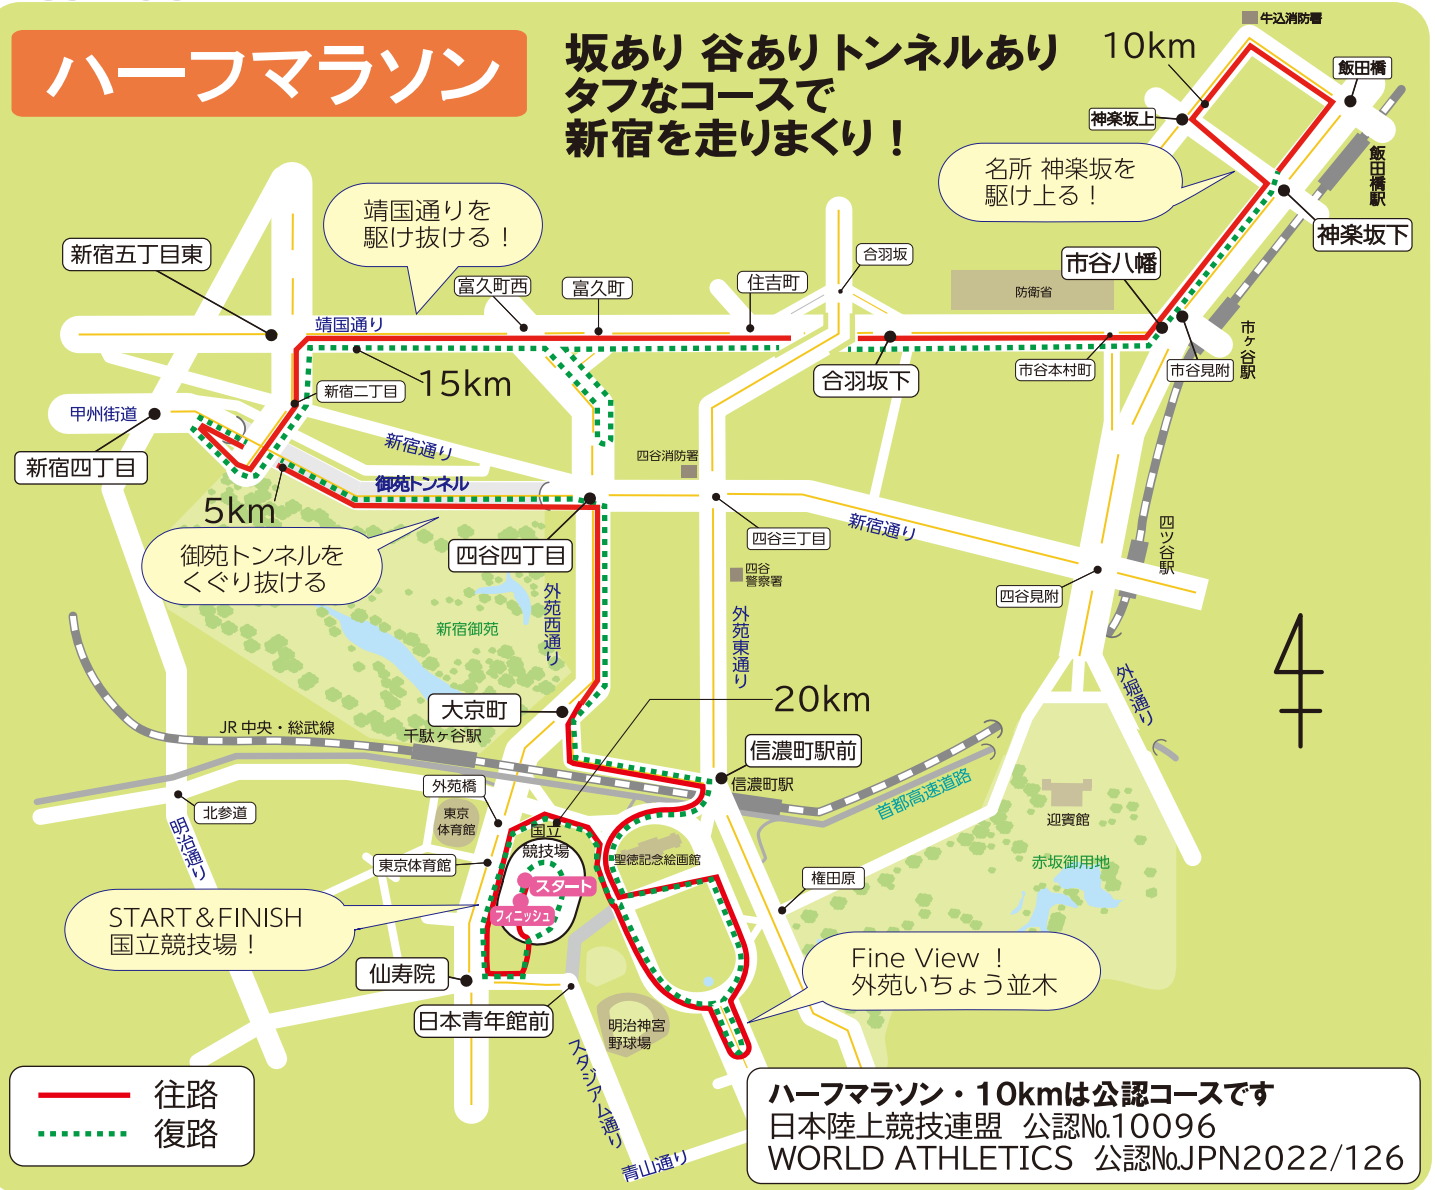 ハーフマラソン
坂あり 谷あり トンネルあり
タフなコースで
新宿を走りまくり！
10km
牛込消防署
飯田橋
神楽坂上
飯田橋駅
名所 神楽坂を
駆け上る！
神楽坂下
靖国通りを
駆け抜ける！
新宿五丁目東
富久町西
富久町
住吉町
合羽坂
防衛省
市谷八幡
靖国通り
市ヶ谷駅
15km
合羽坂下
市谷本村町
市谷見附
新宿二丁目
甲州街道
新宿四丁目
新宿通り
四谷消防署
御苑トンネル
5km
四谷三丁目
新宿通り
四ツ谷駅
御苑トンネルを
くぐり抜ける
四谷四丁目
四谷
警察署
四谷見附
外苑西通り
新宿御苑
外苑東通り
外堀通り
大京町
20km
JR 中央・総武線
千駄ヶ谷駅
信濃町駅前
信濃町駅
外苑橋
首都高速道路
北参道
東京
体育館
国立
競技場
迎賓館
明治通り
東京体育館
聖徳記念絵画館
赤坂御用地
スタート
フィニッシュ
権田原
START＆FINISH
国立競技場！
仙寿院
Fine View ！
外苑いちょう並木
日本青年館前
明治神宮
野球場
スタジアム通り
青山通り
往路
復路
ハーフマラソン・10kmは公認コースです
日本陸上競技連盟 公認№10096
WORLD ATHLETICS 公認№JPN2022/126